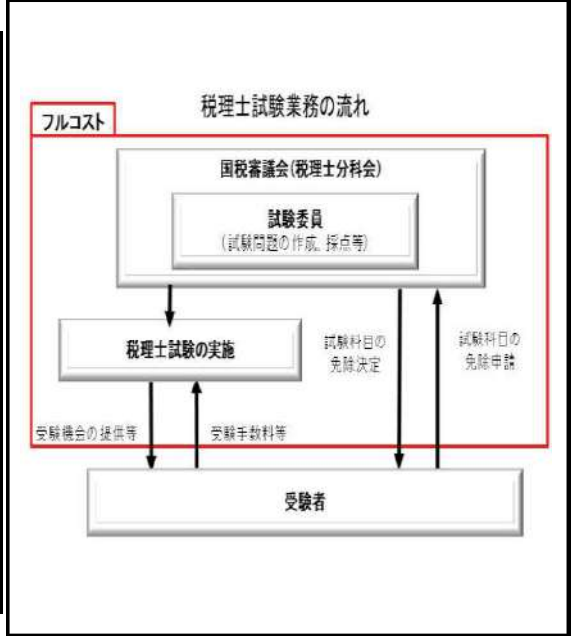 税理士試験業務の流れ
フルコスト
国税審議会(税理士分科会)
試験委員
(試験問題の作成、採点等)
税理士試験の実施
試験科目の
免除決定
試験科目の
免除申請
受験機会の提供等
受験手数料等
受験者